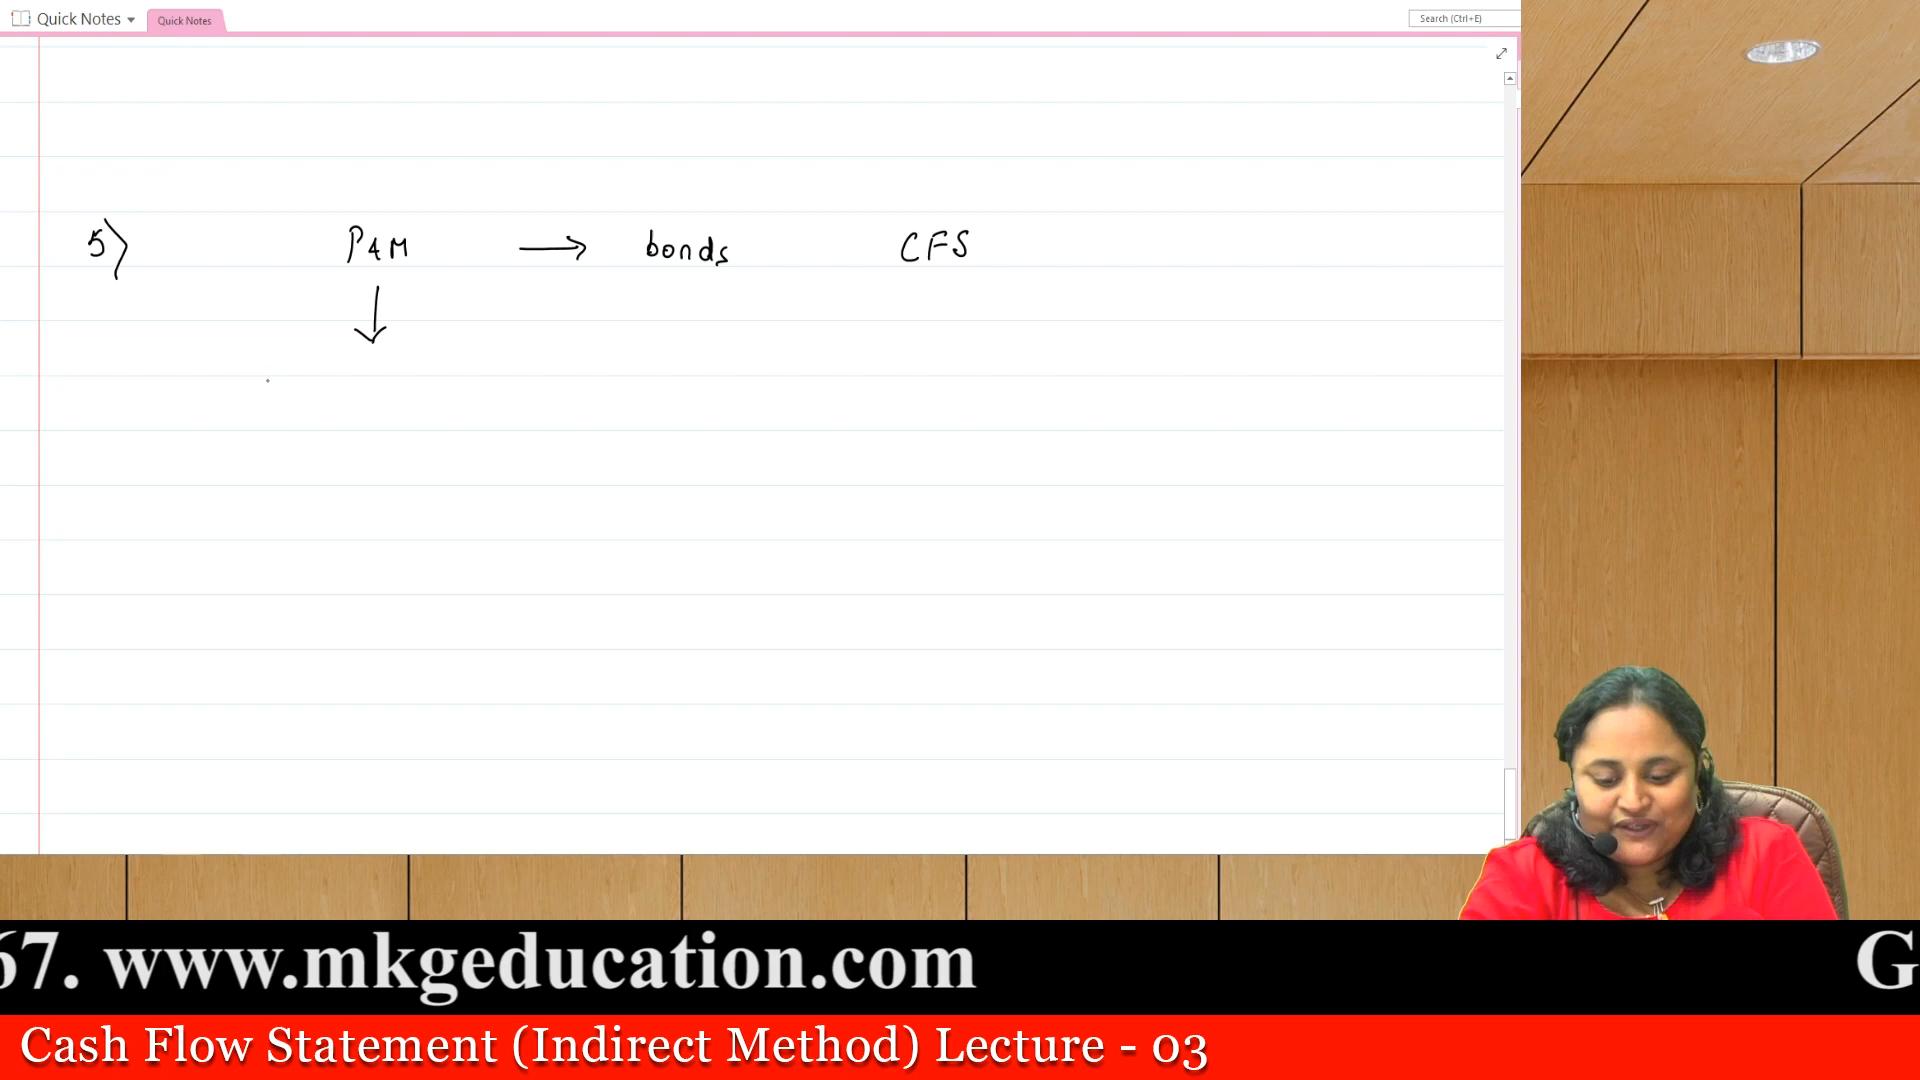 Quick Notes
Quick Notes
Search (Ctrl+E)
5) P&M → bonds CFS
67. www.mkgeducation.com G
Cash Flow Statement (Indirect Method) Lecture - 03